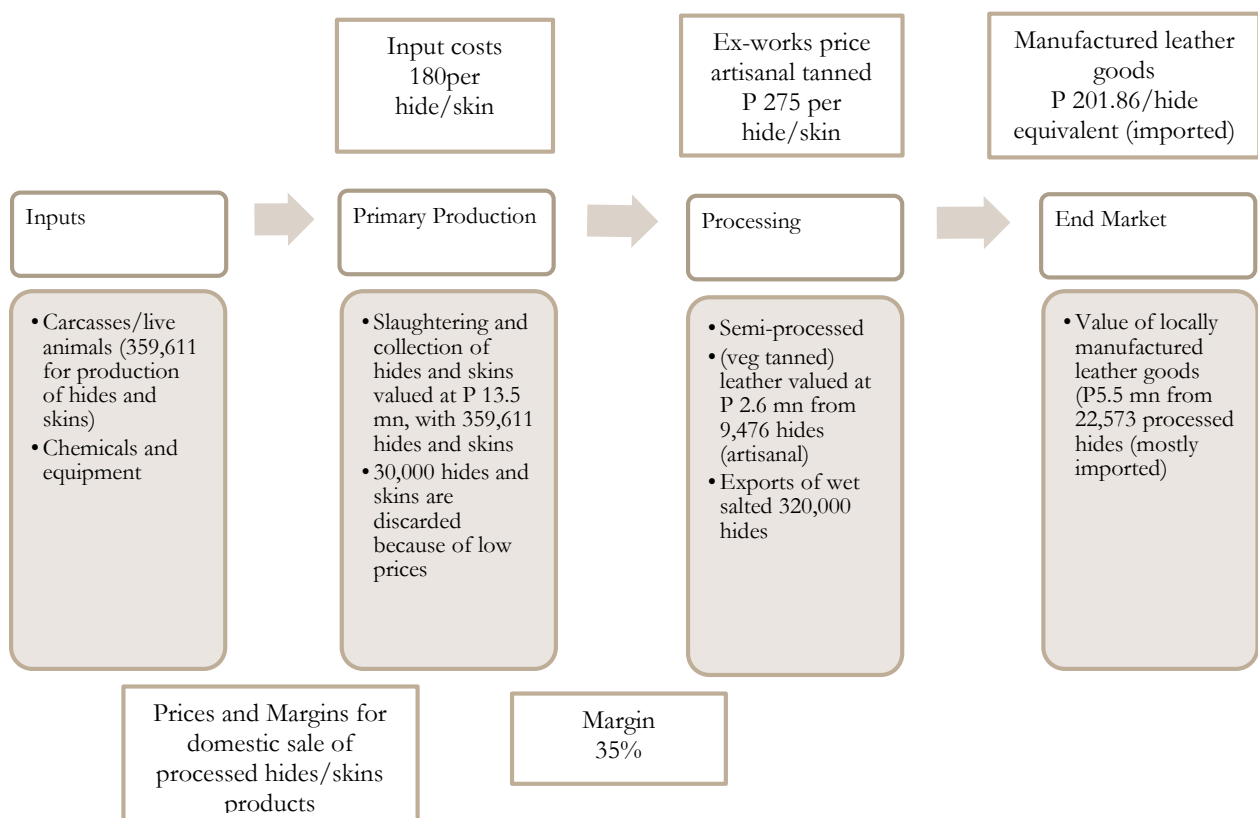 Input costs
180per
hide/skin
Ex-works price
artisanal tanned
P 275 per
hide/skin
Manufactured leather
goods
P 201.86/hide
equivalent (imported)
Inputs
Primary Production
Processing
End Market
• Carcasses/live
animals (359,611
for production
of hides and
skins)
• Chemicals and
equipment
• Slaughtering and
collection of
hides and skins
valued at P 13.5
mn, with 359,611
hides and skins
• 30,000 hides and
skins are
discarded
because of low
prices
• Semi-processed
• (veg tanned)
leather valued at
P 2.6 mn from
9,476 hides
(artisanal)
• Exports of wet
salted 320,000
hides
• Value of locally
manufactured
leather goods
(P5.5 mn from
22,573 processed
hides (mostly
imported)
Prices and Margins for
domestic sale of
processed hides/skins
products
Margin
35%